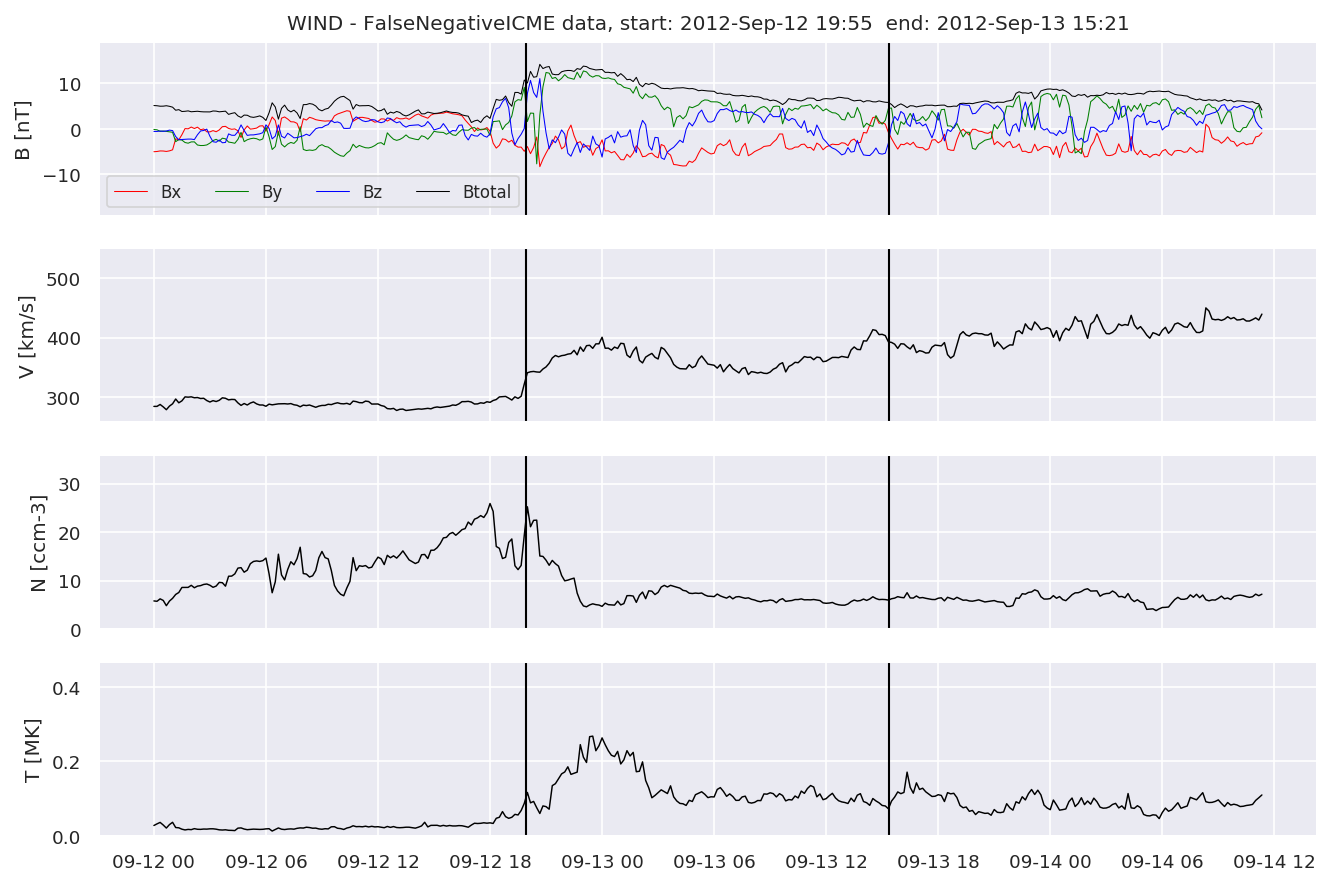 WIND - FalseNegativeICME data, start: 2012-Sep-12 19:55  end: 2012-Sep-13 15:21
B [nT]
10
0
−10
Bx By Bz Btotal
V [km/s]
500
400
300
N [ccm-3]
30
20
10
0
T [MK]
0.4
0.2
0.0
09-12 00 09-12 06 09-12 12 09-12 18 09-13 00 09-13 06 09-13 12 09-13 18 09-14 00 09-14 06 09-14 12